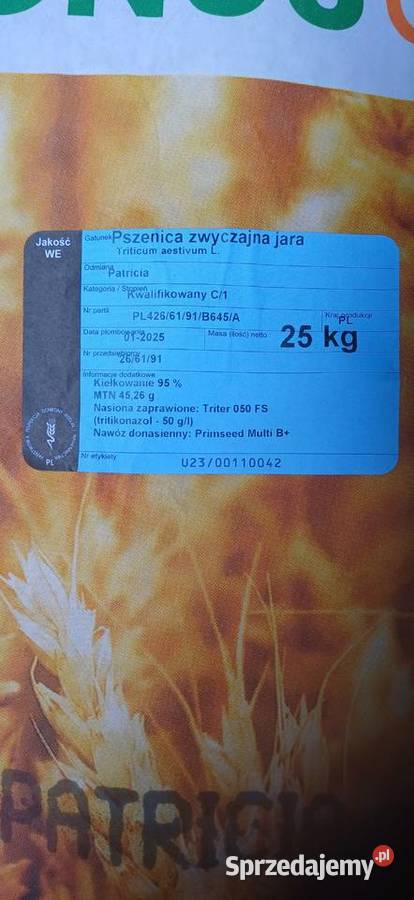 Jakość
WE
Gatunek Pszenica zwyczajna jara
Triticum aestivum L.
Odmiana
Patricia
Kategoria / Stopień
Kwalifikowany C/1
Nr partii
PL426/61/91/B645/A
Kraj produkcji
PL
Data plombowania
01-2025
Masa (ilość) netto
25 kg
Nr przedsiębiorcy
26/61/91
Informacje dodatkowe
Kiełkowanie 95 %
MTN 45,26 g
Nasiona zaprawione: Triter 050 FS
(tritikonazol - 50 g/l)
Nawóz donasienny: Primseed Multi B+
PL
Nr etykiety
U23/00110042
PATRICIA
Sprzedajemy.pl